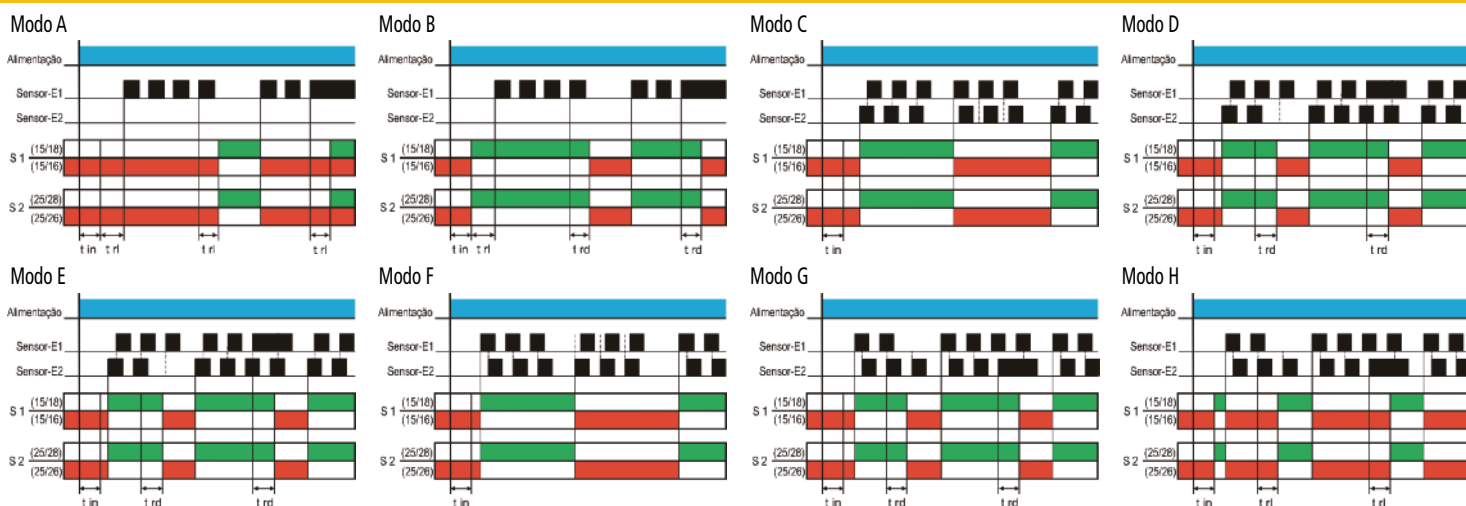 Modo A
Alimentação
Sensor-E1
Sensor-E2
S 1 (15/18)
(15/16)
S 2 (25/28)
(25/26)
t in t rl t rl t rl
Modo B
Alimentação
Sensor-E1
Sensor-E2
S 1 (15/18)
(15/16)
S 2 (25/28)
(25/26)
t in t rl t rd t rd
Modo C
Alimentação
Sensor-E1
Sensor-E2
S 1 (15/18)
(15/16)
S 2 (25/28)
(25/26)
t in
Modo D
Alimentação
Sensor-E1
Sensor-E2
S 1 (15/18)
(15/16)
S 2 (25/28)
(25/26)
t in t rd t rd
Modo E
Alimentação
Sensor-E1
Sensor-E2
S 1 (15/18)
(15/16)
S 2 (25/28)
(25/26)
t in t rd t rd
Modo F
Alimentação
Sensor-E1
Sensor-E2
S 1 (15/18)
(15/16)
S 2 (25/28)
(25/26)
t in
Modo G
Alimentação
Sensor-E1
Sensor-E2
S 1 (15/18)
(15/16)
S 2 (25/28)
(25/26)
t in t rd t rd
Modo H
Alimentação
Sensor-E1
Sensor-E2
S 1 (15/18)
(15/16)
S 2 (25/28)
(25/26)
t in t rl t rl